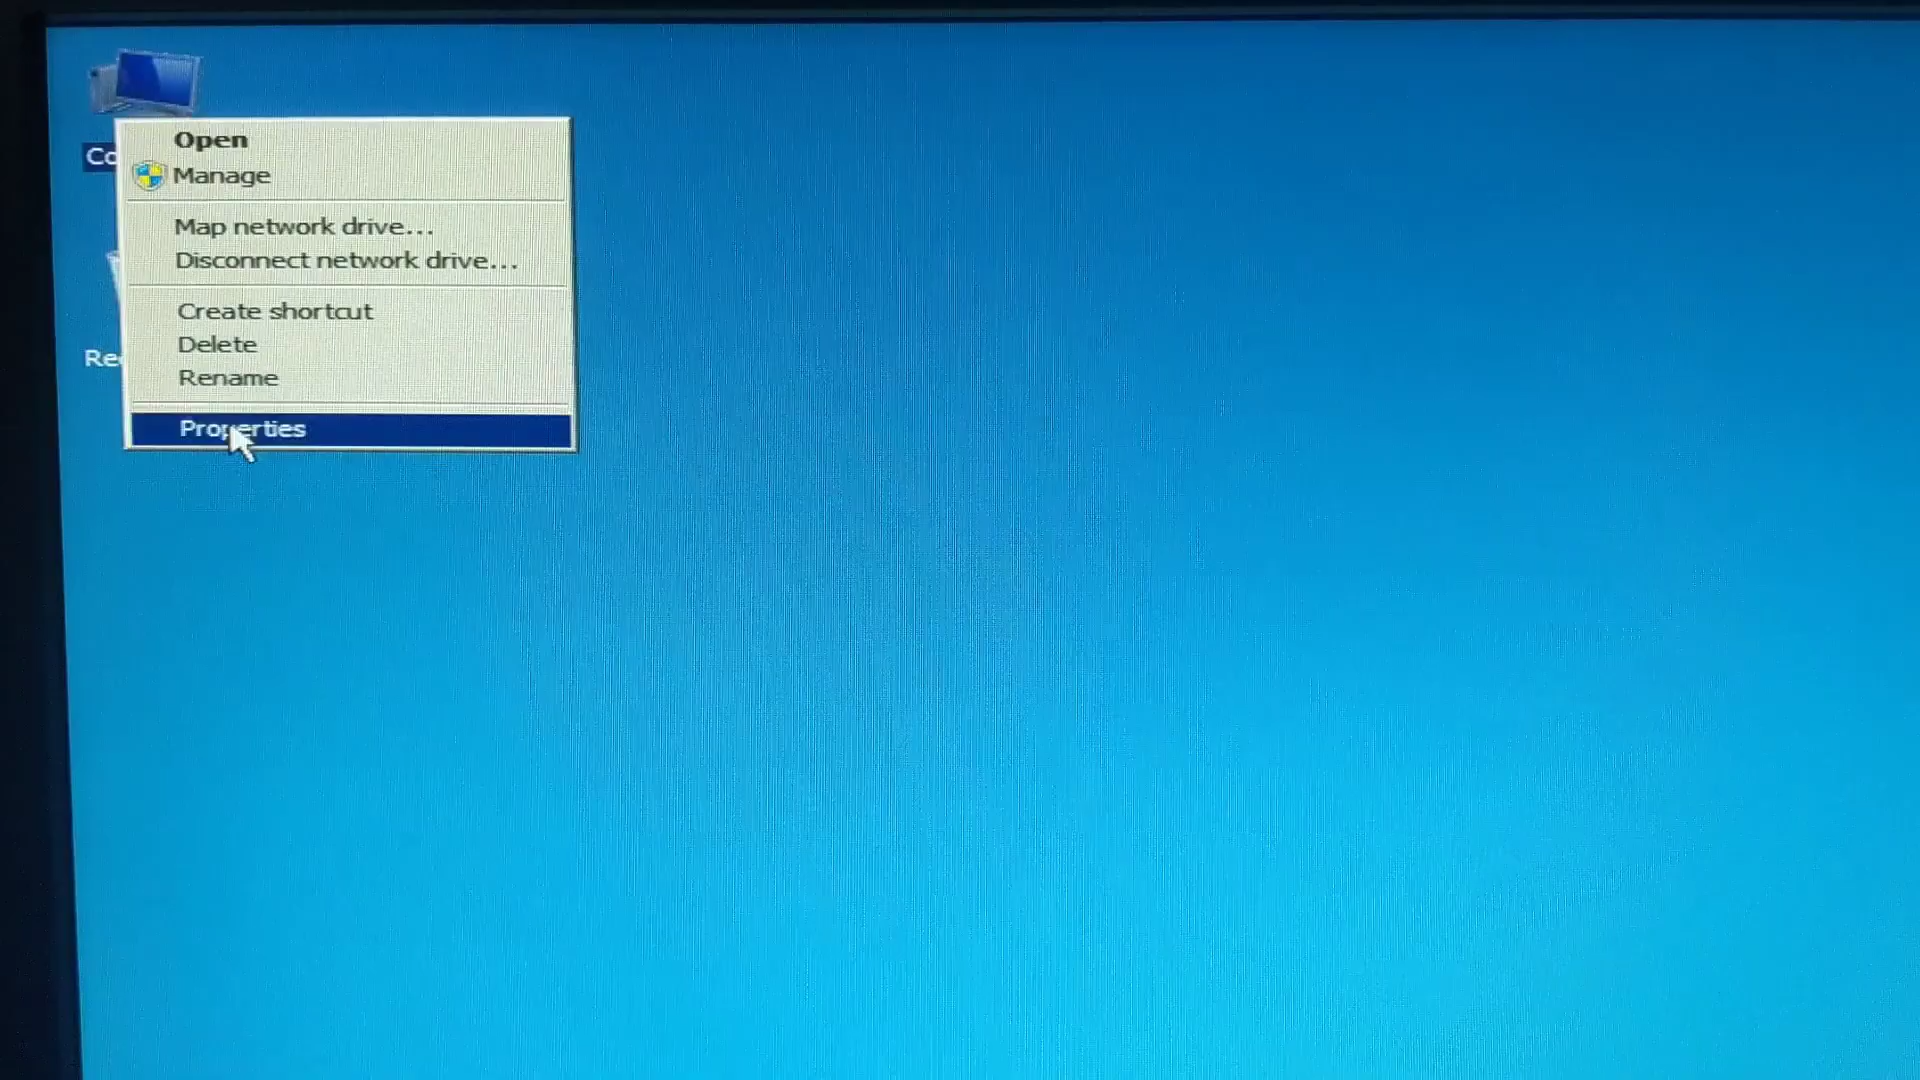 Open
Manage
Map network drive...
Disconnect network drive...
Create shortcut
Delete
Rename
Properties